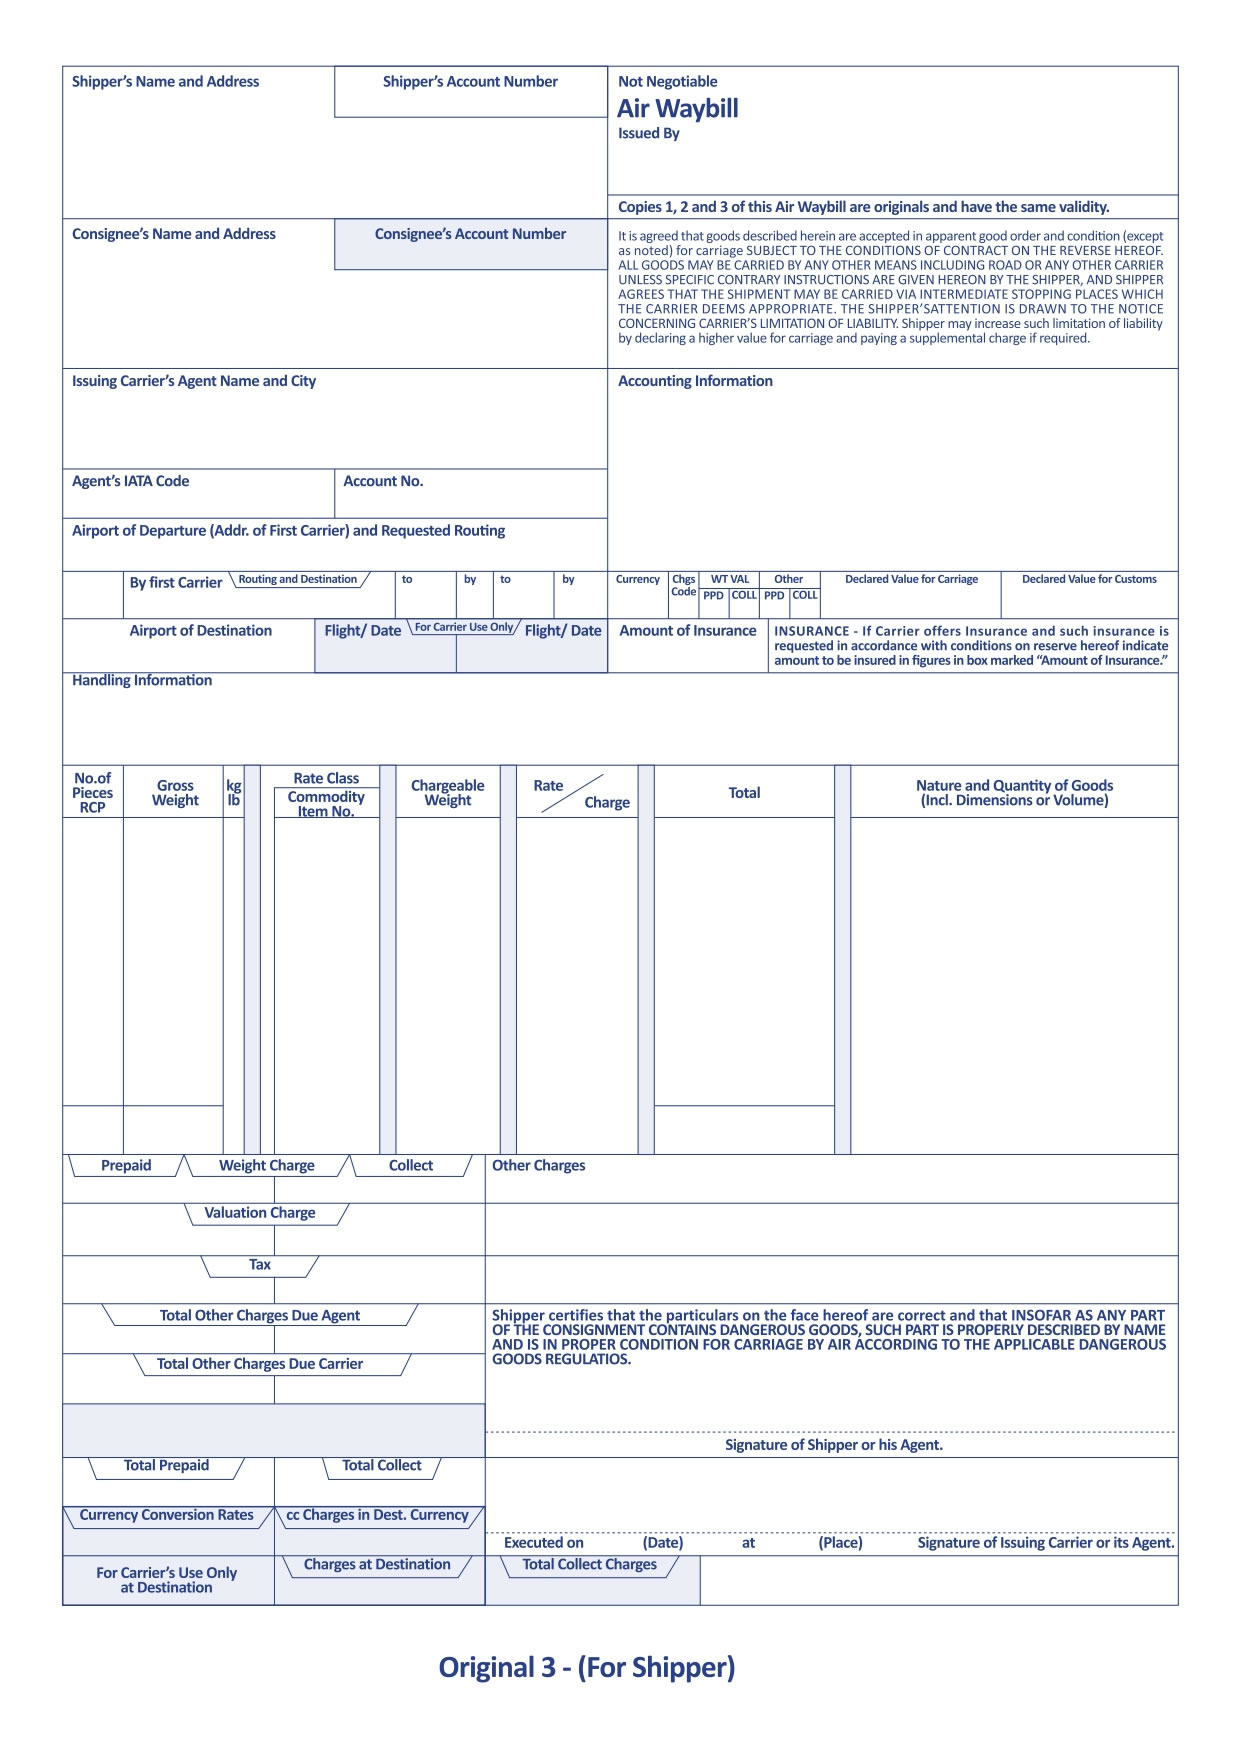 Shipper’s Name and Address
Shipper’s Account Number
Not Negotiable
Air Waybill
Issued By
Copies 1, 2 and 3 of this Air Waybill are originals and have the same validity.
Consignee’s Name and Address
Consignee’s Account Number
It is agreed that goods described herein are accepted in apparent good order and condition (except
as noted) for carriage SUBJECT TO THE CONDITIONS OF CONTRACT ON THE REVERSE HEREOF.
ALL GOODS MAY BE CARRIED BY ANY OTHER MEANS INCLUDING ROAD OR ANY OTHER CARRIER
UNLESS SPECIFIC CONTRARY INSTRUCTIONS ARE GIVEN HEREON BY THE SHIPPER, AND SHIPPER
AGREES THAT THE SHIPMENT MAY BE CARRIED VIA INTERMEDIATE STOPPING PLACES WHICH
THE CARRIER DEEMS APPROPRIATE. THE SHIPPER’SATTENTION IS DRAWN TO THE NOTICE
CONCERNING CARRIER’S LIMITATION OF LIABILITY. Shipper may increase such limitation of liability
by declaring a higher value for carriage and paying a supplemental charge if required.
Issuing Carrier’s Agent Name and City
Accounting Information
Agent’s IATA Code
Account No.
Airport of Departure (Addr. of First Carrier) and Requested Routing
By first Carrier
Routing and Destination
to
by
to
by
Currency
Chgs
Code
WT VAL
PPD
COLL
Other
PPD
COLL
Declared Value for Carriage
Declared Value for Customs
Airport of Destination
Flight/ Date
For Carrier Use Only
Flight/ Date
Amount of Insurance
INSURANCE - If Carrier offers Insurance and such insurance is
requested in accordance with conditions on reserve hereof indicate
amount to be insured in figures in box marked “Amount of Insurance.”
Handling Information
No.of
Pieces
RCP
Gross
Weight
kg
lb
Rate Class
Commodity
Item No.
Chargeable
Weight
Rate
Charge
Total
Nature and Quantity of Goods
(Incl. Dimensions or Volume)
Prepaid
Weight Charge
Collect
Other Charges
Valuation Charge
Tax
Total Other Charges Due Agent
Shipper certifies that the particulars on the face hereof are correct and that INSOFAR AS ANY PART
OF THE CONSIGNMENT CONTAINS DANGEROUS GOODS, SUCH PART IS PROPERLY DESCRIBED BY NAME
AND IS IN PROPER CONDITION FOR CARRIAGE BY AIR ACCORDING TO THE APPLICABLE DANGEROUS
GOODS REGULATIOS.
Total Other Charges Due Carrier
Signature of Shipper or his Agent.
Total Prepaid
Total Collect
Currency Conversion Rates
cc Charges in Dest. Currency
Executed on
(Date)
at
(Place)
Signature of Issuing Carrier or its Agent.
For Carrier’s Use Only
at Destination
Charges at Destination
Total Collect Charges
Original 3 - (For Shipper)